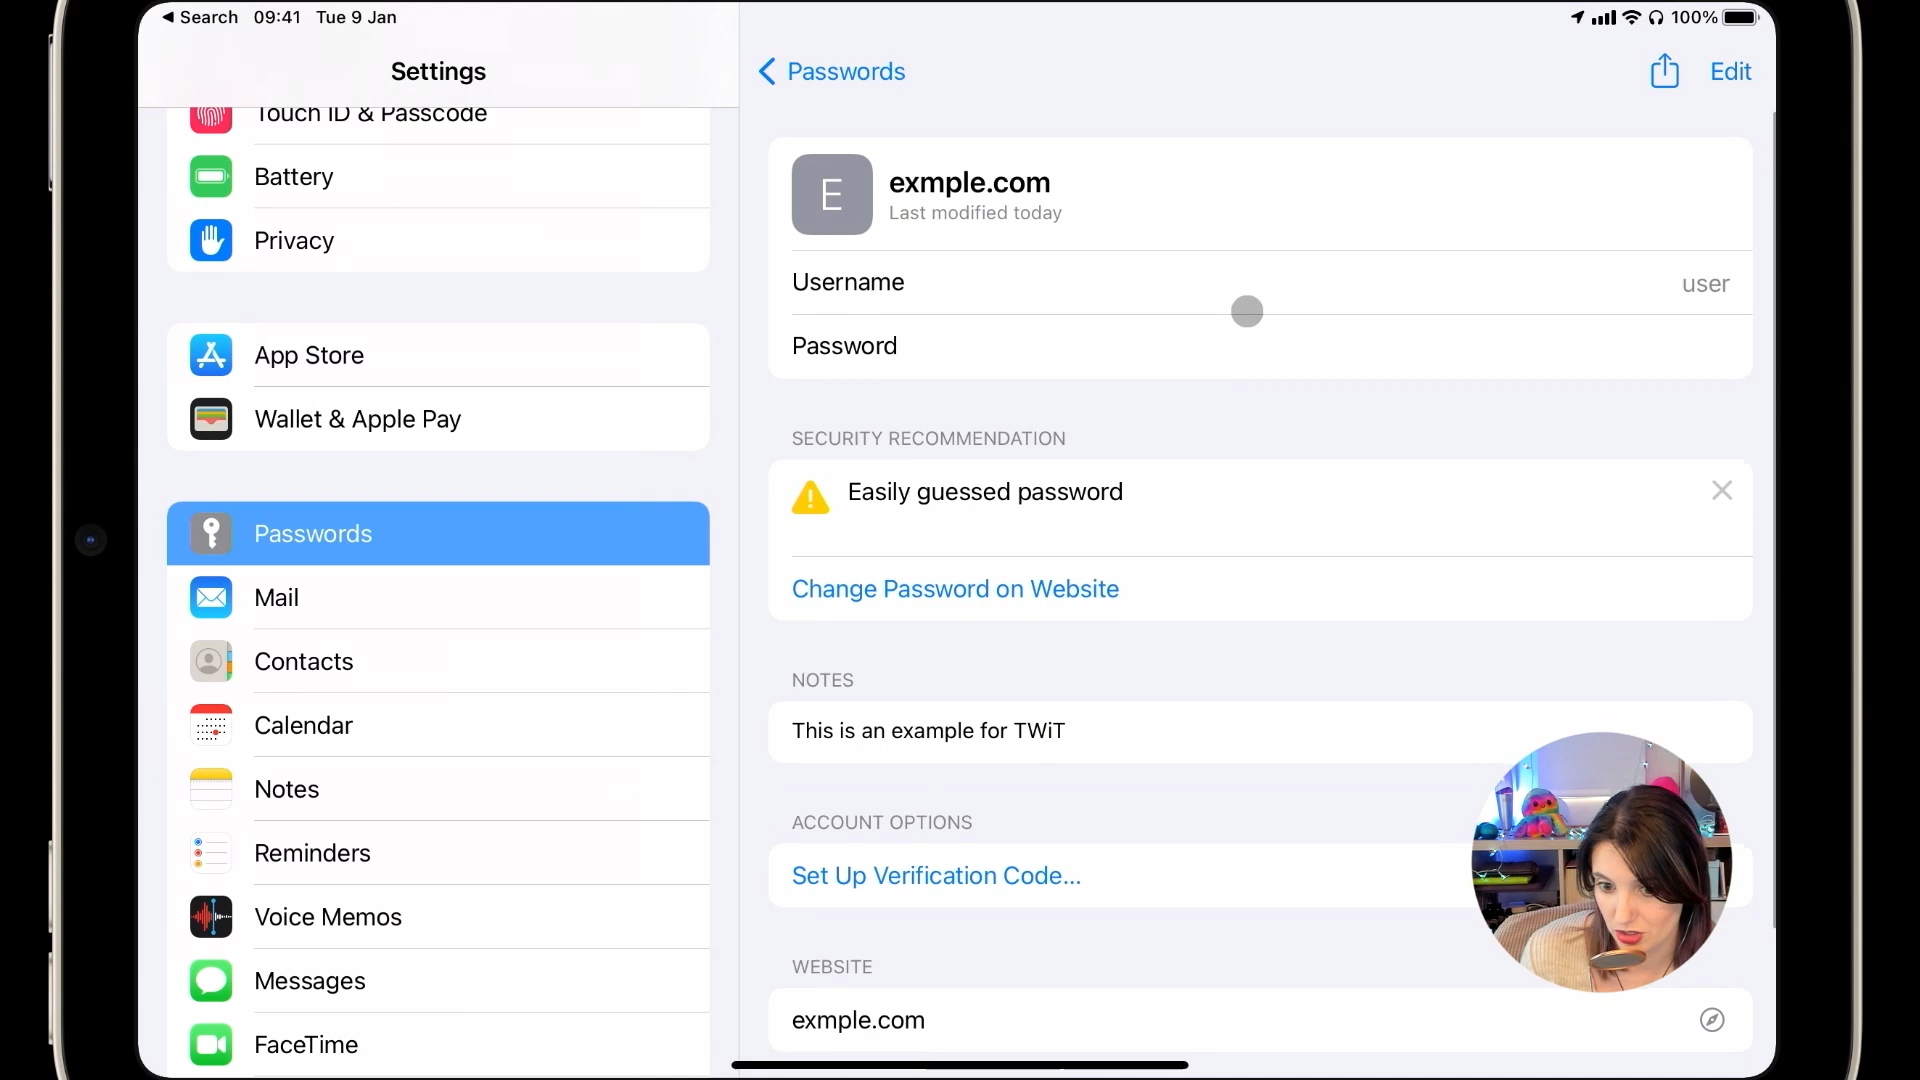 ◀ Search 09:41 Tue 9 Jan
100%
Settings
Touch ID & Passcode
Battery
Privacy
App Store
Wallet & Apple Pay
Passwords
Mail
Contacts
Calendar
Notes
Reminders
Voice Memos
Messages
FaceTime
Passwords
Edit
E
exmple.com
Last modified today
Username user
Password
SECURITY RECOMMENDATION
Easily guessed password
Change Password on Website
NOTES
This is an example for TWiT
ACCOUNT OPTIONS
Set Up Verification Code...
WEBSITE
exmple.com